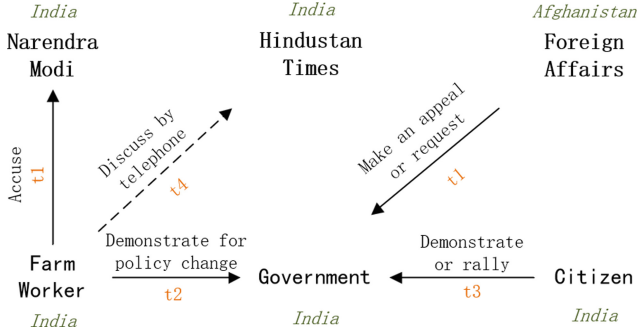 India
India
Afghanistan
Narendra
Modi
Hindustan
Times
Foreign
Affairs
Accuse
t1
Discuss by
telephone
t4
Make an appeal
or request
t1
Farm
Worker
Demonstrate for
policy change
t2
Government
Demonstrate
or rally
t3
Citizen
India
India
India